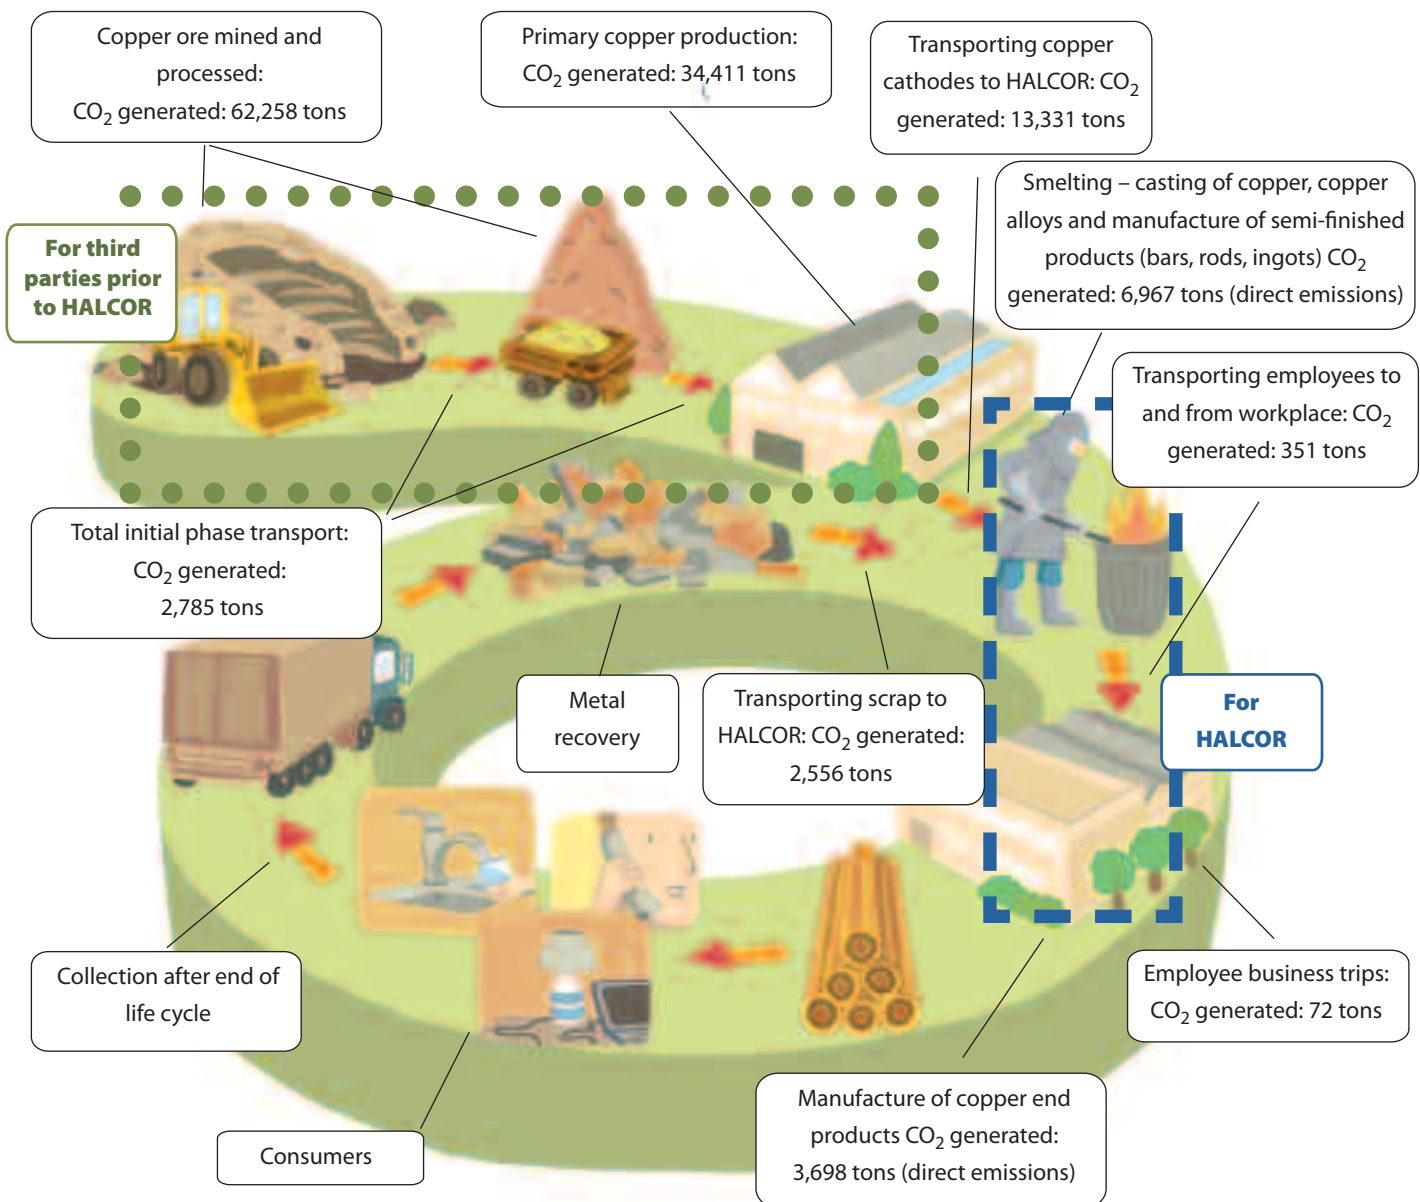 Copper ore mined and
processed:
CO₂ generated: 62,258 tons
Primary copper production:
CO₂ generated: 34,411 tons
Transporting copper
cathodes to HALCOR: CO₂
generated: 13,331 tons
Smelting – casting of copper, copper
alloys and manufacture of semi-finished
products (bars, rods, ingots) CO₂
generated: 6,967 tons (direct emissions)
For third
parties prior
to HALCOR
Transporting employees to
and from workplace: CO₂
generated: 351 tons
Total initial phase transport:
CO₂ generated:
2,785 tons
Metal
recovery
Transporting scrap to
HALCOR: CO₂ generated:
2,556 tons
For
HALCOR
Collection after end of
life cycle
Employee business trips:
CO₂ generated: 72 tons
Manufacture of copper end
products CO₂ generated:
3,698 tons (direct emissions)
Consumers